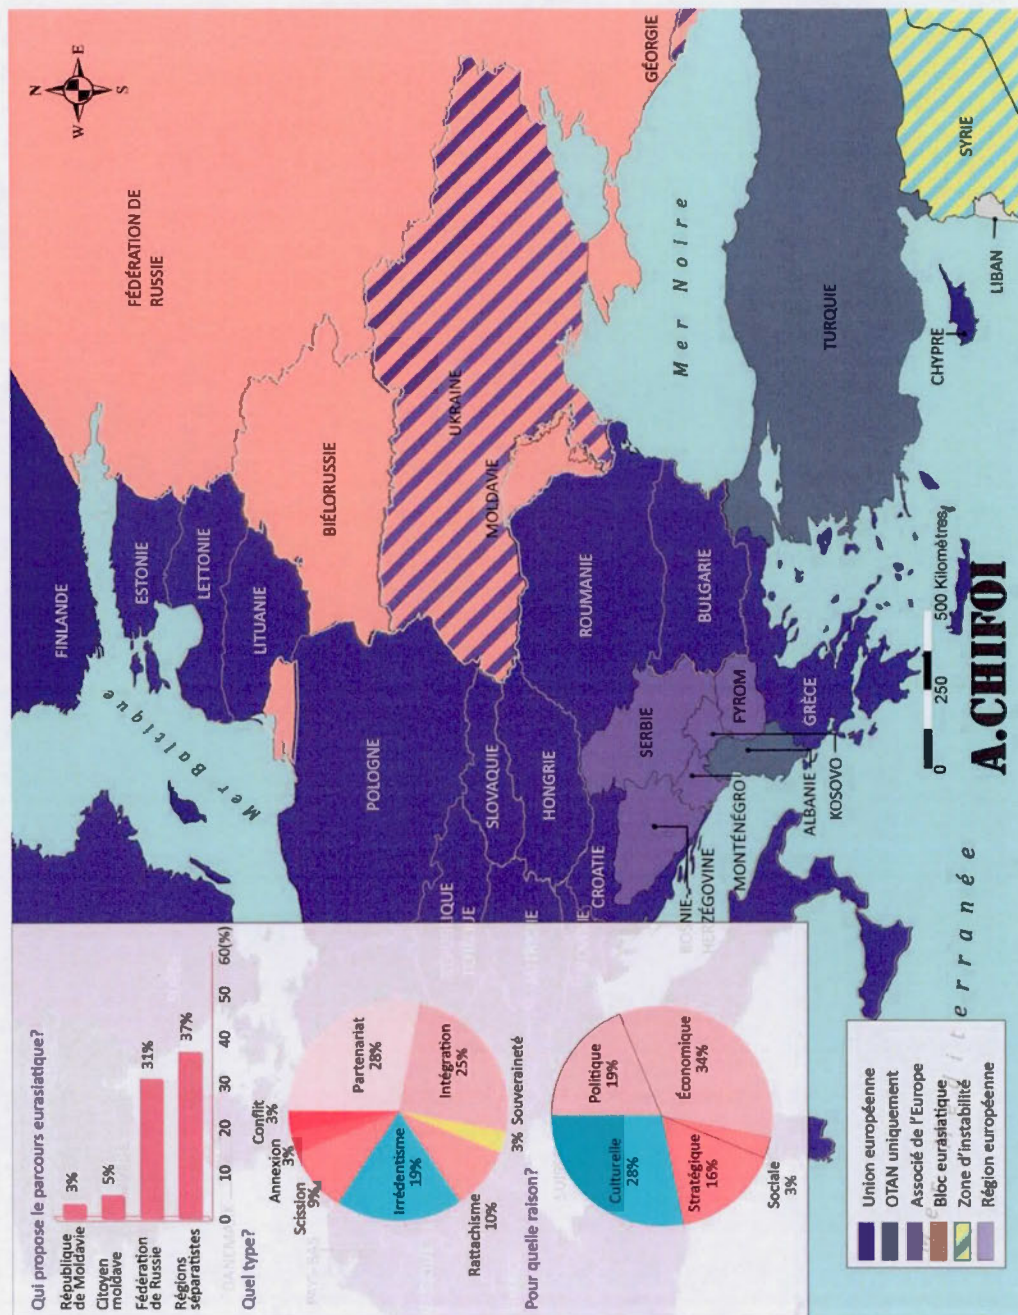 Qui propose le parcours eurasiatique?
République
de Moldavie
3%
Citoyen
moldave
5%
Fédération
de Russie
31%
Régions
séparatistes
37%
0 10 20 30 40 50 60(%)
Quel type?
Conflit
3%
Annexion
3%
Scission
9%
Partenariat
28%
Irrédentisme
19%
Intégration
25%
Rattachisme
10%
3% Souveraineté
Pour quelle raison?
Politique
19%
Culturelle
28%
Économique
34%
Stratégique
16%
Sociale
3%
Union européenne
OTAN uniquement
Associé de l'Europe
Bloc eurasiatique
Zone d'instabilité
Région européenne
N
W E
S
FINLANDE
Mer Baltique
ESTONIE
LETTONIE
LITUANIE
FÉDÉRATION DE
RUSSIE
BIÉLORUSSIE
POLOGNE
UKRAINE
SLOVAQUIE
MOLDAVIE
HONGRIE
ROUMANIE
CROATIE
BOSNIE-
HERZÉGOVINE
SERBIE
MONTÉNÉGRO
BULGARIE
FYROM
ALBANIE
KOSOVO
GRÈCE
GÉORGIE
Mer Noire
TURQUIE
CHYPRE
LIBAN
SYRIE
0 250 500 Kilomètres
A.CHIFOI